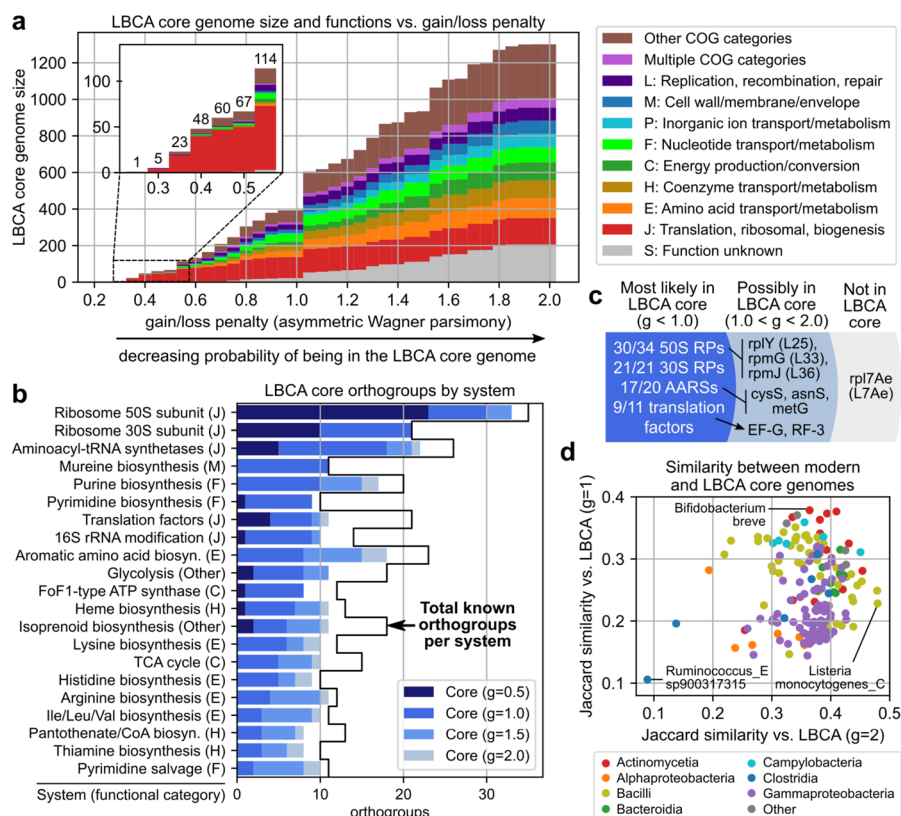 a
LBCA core genome size and functions vs. gain/loss penalty
LBCA core genome size
1200
1000
800
600
400
200
0
100
50
0
1
5
23
48
60
67
114
0.3
0.4
0.5
0.2
0.4
0.6
0.8
1.0
1.2
1.4
1.6
1.8
2.0
gain/loss penalty (asymmetric Wagner parsimony)
decreasing probability of being in the LBCA core genome
Other COG categories
Multiple COG categories
L: Replication, recombination, repair
M: Cell wall/membrane/envelope
P: Inorganic ion transport/metabolism
F: Nucleotide transport/metabolism
C: Energy production/conversion
H: Coenzyme transport/metabolism
E: Amino acid transport/metabolism
J: Translation, ribosomal, biogenesis
S: Function unknown
b
LBCA core orthogroups by system
Ribosome 50S subunit (J)
Ribosome 30S subunit (J)
Aminoacyl-tRNA synthetases (J)
Mureine biosynthesis (M)
Purine biosynthesis (F)
Pyrimidine biosynthesis (F)
Translation factors (J)
16S rRNA modification (J)
Aromatic amino acid biosyn. (E)
Glycolysis (Other)
FoF1-type ATP synthase (C)
Heme biosynthesis (H)
Isoprenoid biosynthesis (Other)
Lysine biosynthesis (E)
TCA cycle (C)
Histidine biosynthesis (E)
Arginine biosynthesis (E)
Ile/Leu/Val biosynthesis (E)
Pantothenate/CoA biosyn. (H)
Thiamine biosynthesis (H)
Pyrimidine salvage (F)
System (functional category)
Total known
orthogroups
per system
Core (g=0.5)
Core (g=1.0)
Core (g=1.5)
Core (g=2.0)
0
10
20
30
orthogroups
c
Most likely in
LBCA core
(g < 1.0)
Possibly in
LBCA core
(1.0 < g < 2.0)
Not in
LBCA
core
30/34 50S RPs
21/21 30S RPs
17/20 AARSs
9/11 translation
factors
rplY (L25),
rpmG (L33),
rpmJ (L36)
cysS, asnS,
metG
EF-G, RF-3
rpl7Ae
(L7Ae)
d
Similarity between modern
and LBCA core genomes
Jaccard similarity vs. LBCA (g=1)
0.4
0.3
0.2
0.1
Bifidobacterium
breve
Ruminococcus_E
sp900317315
Listeria
monocytogenes_C
0.1
0.2
0.3
0.4
0.5
Jaccard similarity vs. LBCA (g=2)
Actinomycetia
Alphaproteobacteria
Bacilli
Bacteroidia
Campylobacteria
Clostridia
Gammaproteobacteria
Other